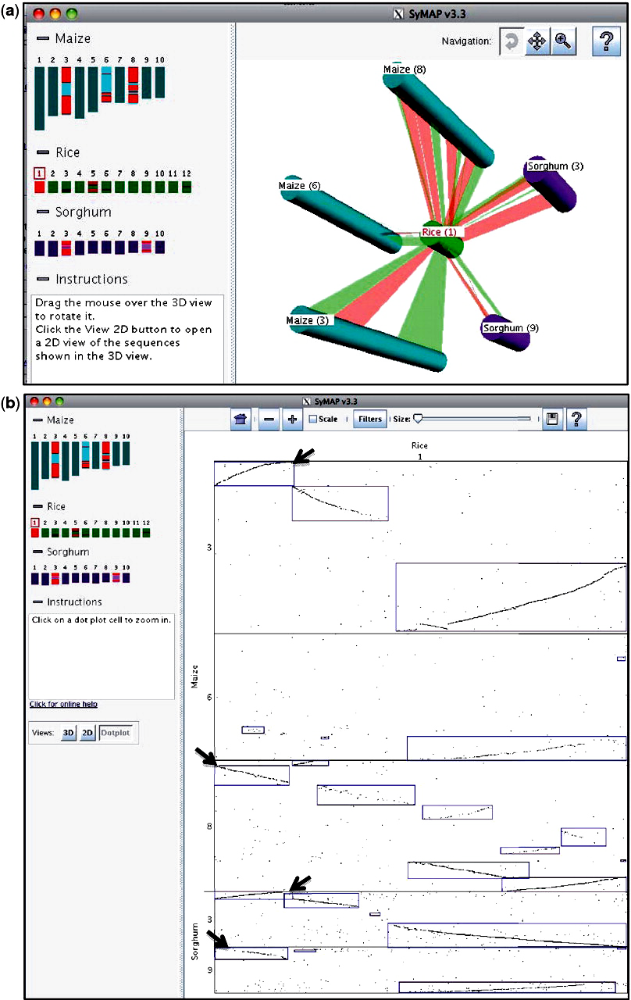 (a)
SyMAP v3.3
Maize
1 2 3 4 5 6 7 8 9 10
Rice
1 2 3 4 5 6 7 8 9 10 11 12
Sorghum
1 2 3 4 5 6 7 8 9 10
Instructions
Drag the mouse over the 3D view
to rotate it.
Click the View 2D button to open
a 2D view of the sequences
shown in the 3D view.
Navigation:
?
Maize (8)
Sorghum (3)
Maize (6)
Rice (1)
Maize (3)
Sorghum (9)
(b)
SyMAP v3.3
Maize
1 2 3 4 5 6 7 8 9 10
Rice
1 2 3 4 5 6 7 8 9 10 11 12
Sorghum
1 2 3 4 5 6 7 8 9 10
Instructions
Click on a dot plot cell to zoom in.
Click for online help
Views: 3D 2D Dotplot
Scale Filters Size: ?
Rice
1
3
Maize
6
8
3
Sorghum
9